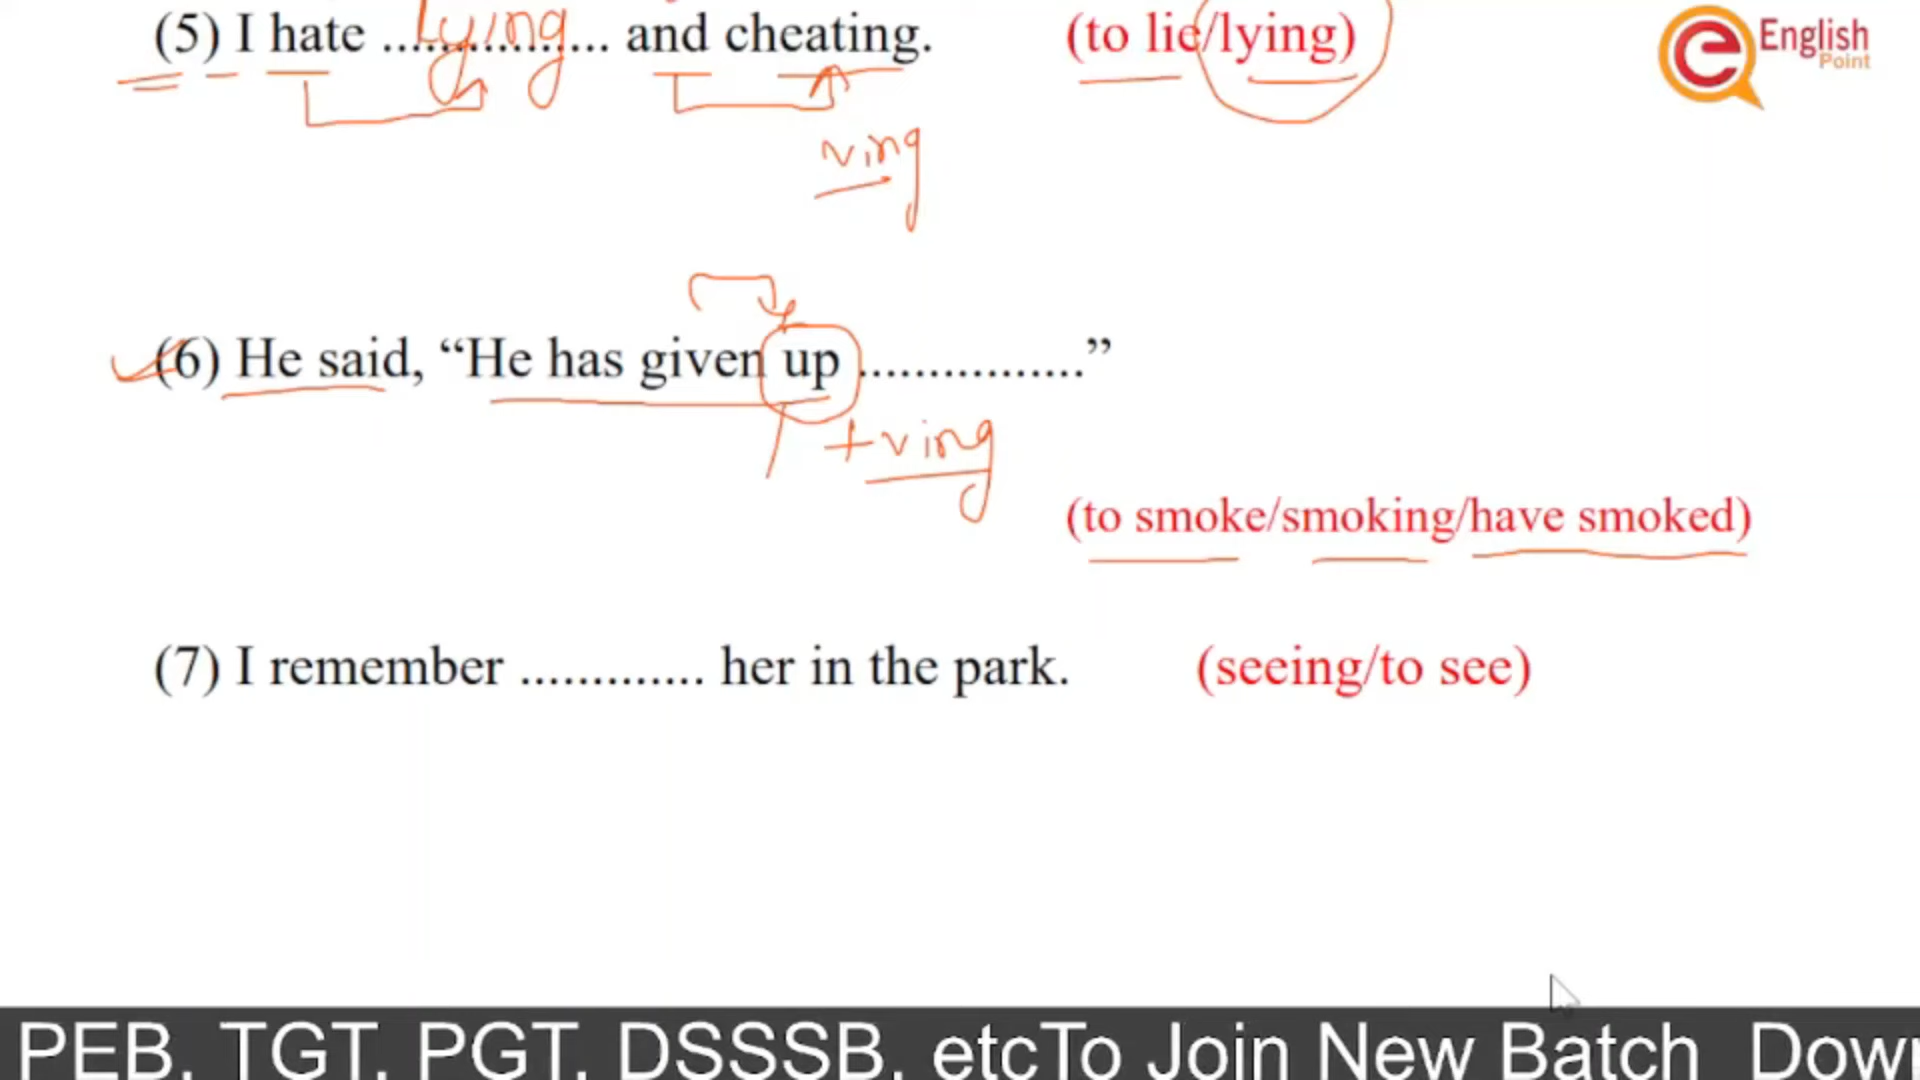 (5) I hate ................ and cheating. (to lie/lying)
lying
English
Point
ving
(6) He said, “He has given up ................”
+ving
(to smoke/smoking/have smoked)
(7) I remember ............. her in the park. (seeing/to see)
PEB, TGT, PGT, DSSSB, etcTo Join New Batch